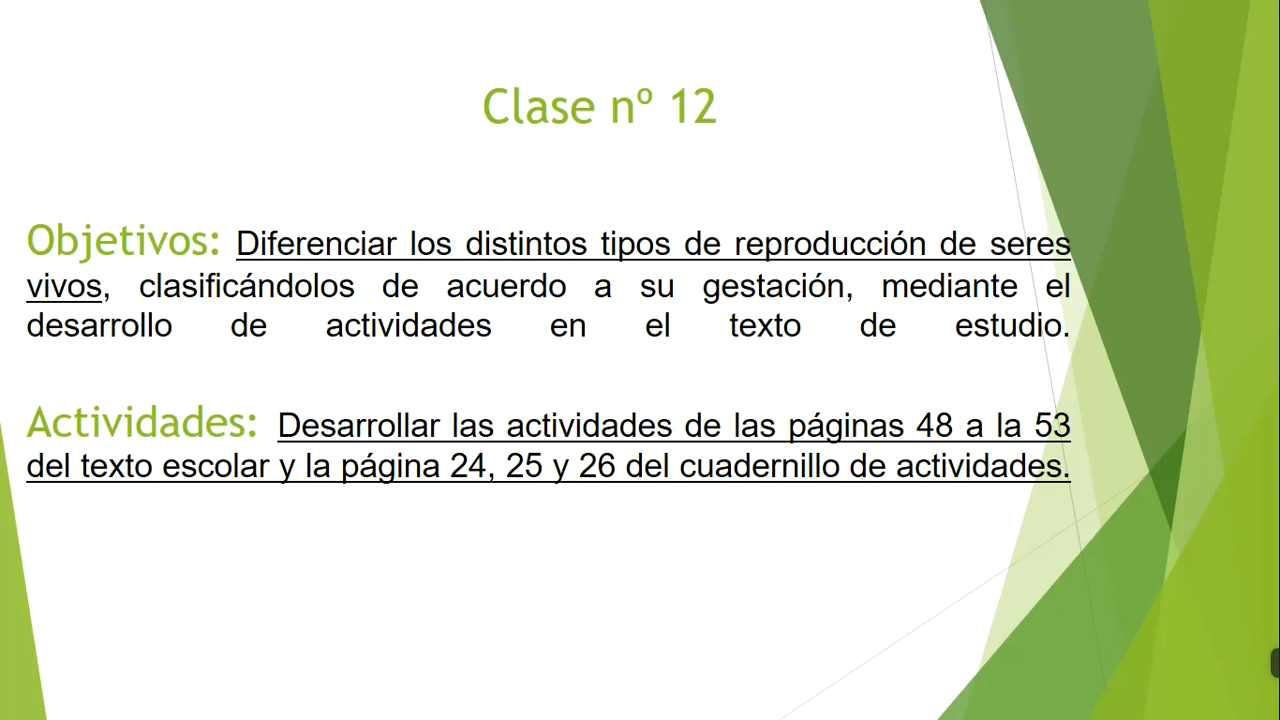 Clase nº 12
Objetivos: Diferenciar los distintos tipos de reproducción de seres
vivos, clasificándolos de acuerdo a su gestación, mediante el
desarrollo de actividades en el texto de estudio.
Actividades: Desarrollar las actividades de las páginas 48 a la 53
del texto escolar y la página 24, 25 y 26 del cuadernillo de actividades.